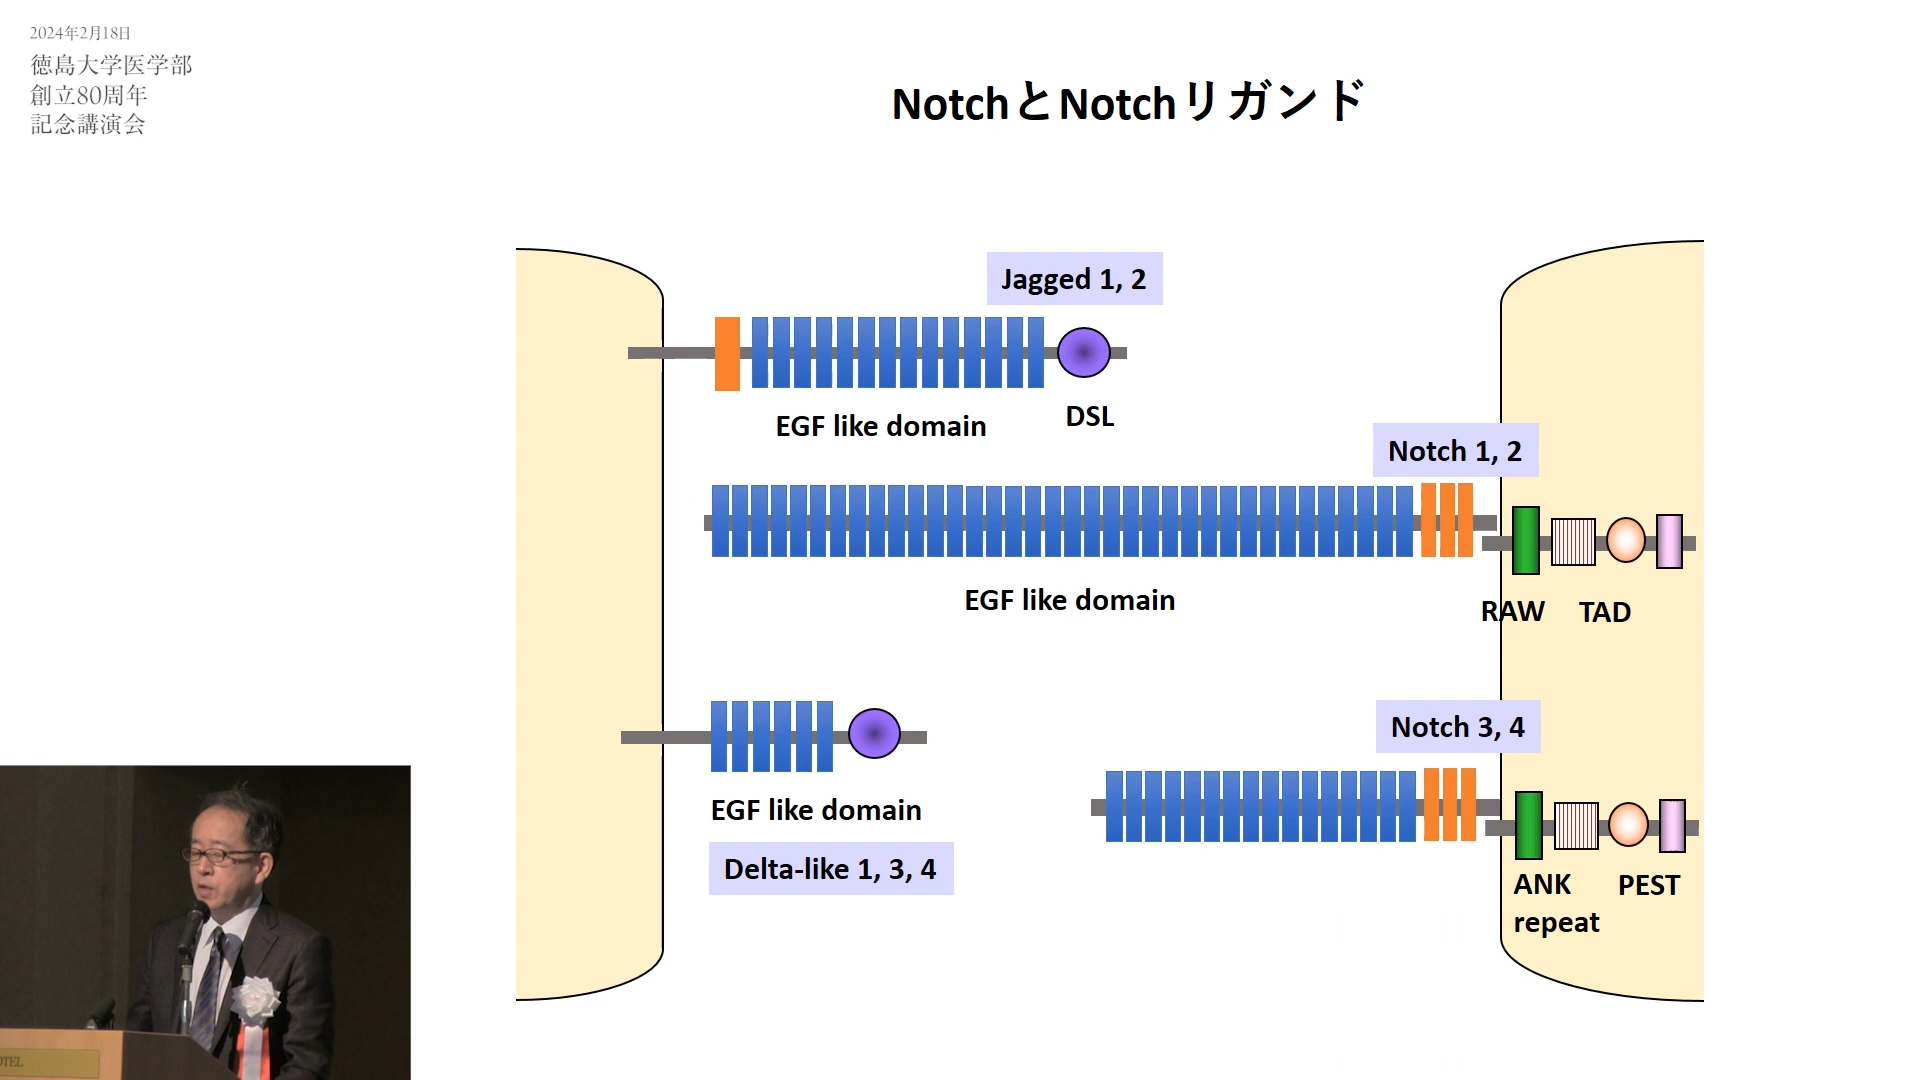 2024年2月18日
徳島大学医学部
創立80周年
記念講演会
NotchとNotchリガンド
Jagged 1, 2
EGF like domain
DSL
Notch 1, 2
EGF like domain
RAW
TAD
Notch 3, 4
EGF like domain
Delta-like 1, 3, 4
ANK
repeat
PEST
OTEL